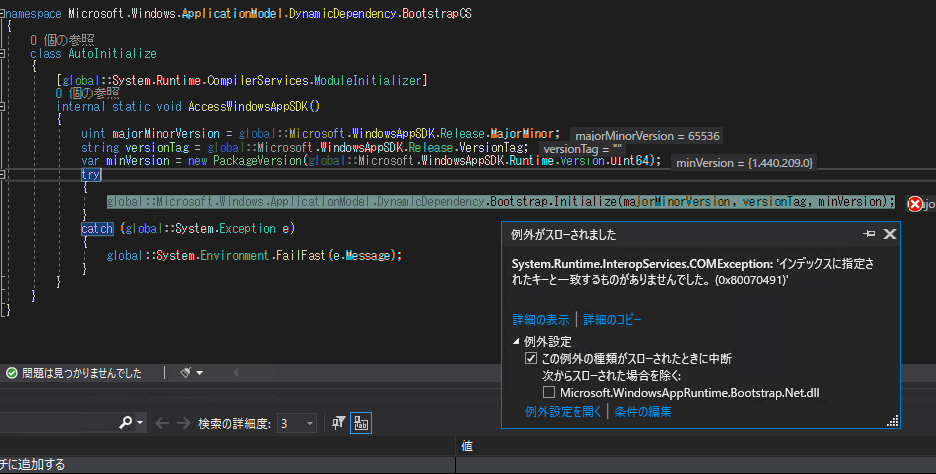 namespace Microsoft.Windows.ApplicationModel.DynamicDependency.BootstrapCS
{
0 個の参照
class AutoInitialize
{
[global::System.Runtime.CompilerServices.ModuleInitializer]
0 個の参照
internal static void AccessWindowsAppSDK()
{
uint majorMinorVersion = global::Microsoft.WindowsAppSDK.Release.MajorMinor; majorMinorVersion = 65536
string versionTag = global::Microsoft.WindowsAppSDK.Release.VersionTag; versionTag = ""
var minVersion = new PackageVersion(global::Microsoft.WindowsAppSDK.Runtime.Version.UInt64); minVersion = {1.440.209.0}
try
{
global::Microsoft.Windows.ApplicationModel.DynamicDependency.Bootstrap.Initialize(majorMinorVersion, versionTag, minVersion);
}
catch (global::System.Exception e)
{
global::System.Environment.FailFast(e.Message);
}
}
}
}
例外がスローされました
System.Runtime.InteropServices.COMException: 'インデックスに指定さ
れたキーと一致するものがありませんでした。 (0x80070491)'
詳細の表示 | 詳細のコピー
例外設定
この例外の種類がスローされたときに中断
次からスローされた場合を除く:
Microsoft.WindowsAppRuntime.Bootstrap.Net.dll
例外設定を開く | 条件の編集
問題は見つかりませんでした
検索の詳細度: 3
値
チに追加する